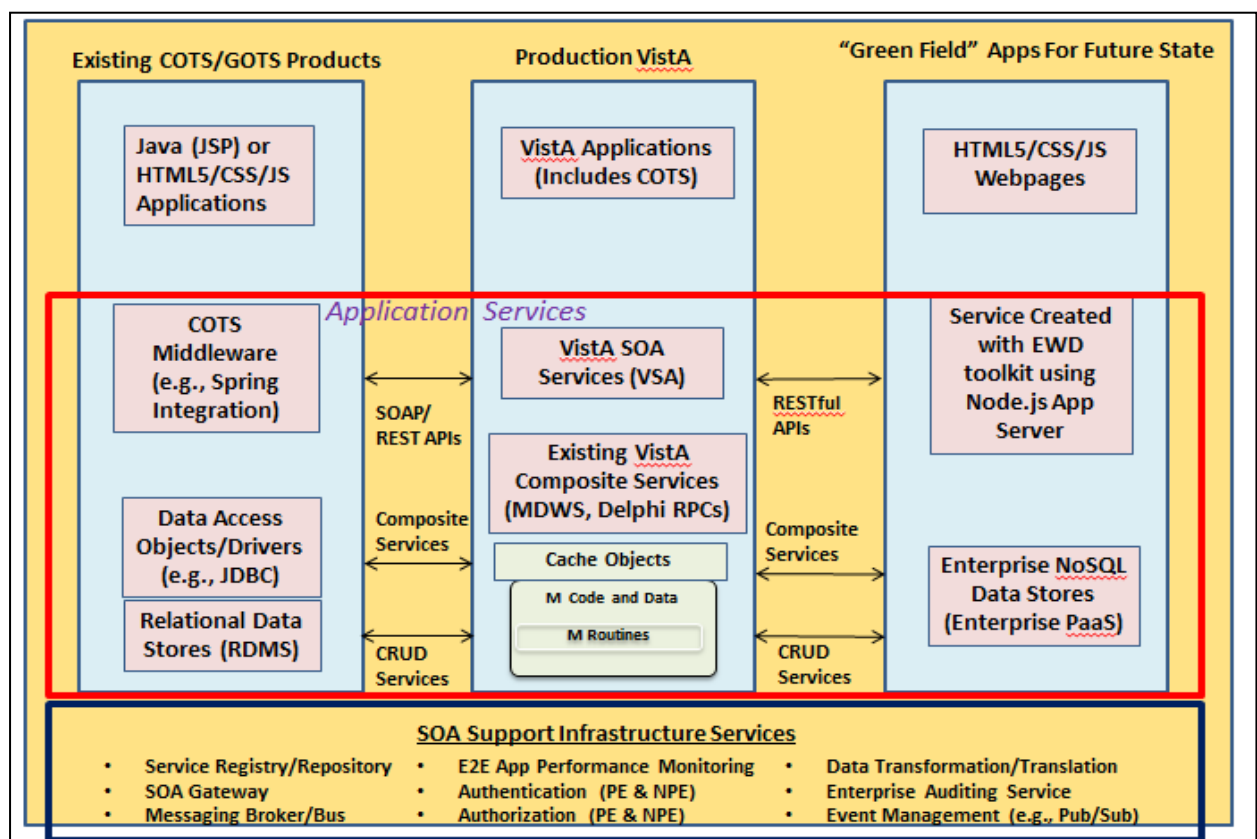 Existing COTS/GOTS Products
Production VistA
“Green Field” Apps For Future State
Java (JSP) or
HTML5/CSS/JS
Applications
VistA Applications
(Includes COTS)
HTML5/CSS/JS
Webpages
Application Services
COTS
Middleware
(e.g., Spring
Integration)
SOAP/
REST APIs
VistA SOA
Services (VSA)
RESTful
APIs
Service Created
with EWD
toolkit using
Node.js App
Server
Existing VistA
Composite Services
(MDWS, Delphi RPCs)
Data Access
Objects/Drivers
(e.g., JDBC)
Composite
Services
Cache Objects
Composite
Services
Enterprise NoSQL
Data Stores
(Enterprise PaaS)
M Code and Data
M Routines
Relational Data
Stores (RDMS)
CRUD
Services
CRUD
Services
SOA Support Infrastructure Services
• Service Registry/Repository
• SOA Gateway
• Messaging Broker/Bus
• E2E App Performance Monitoring
• Authentication (PE & NPE)
• Authorization (PE & NPE)
• Data Transformation/Translation
• Enterprise Auditing Service
• Event Management (e.g., Pub/Sub)